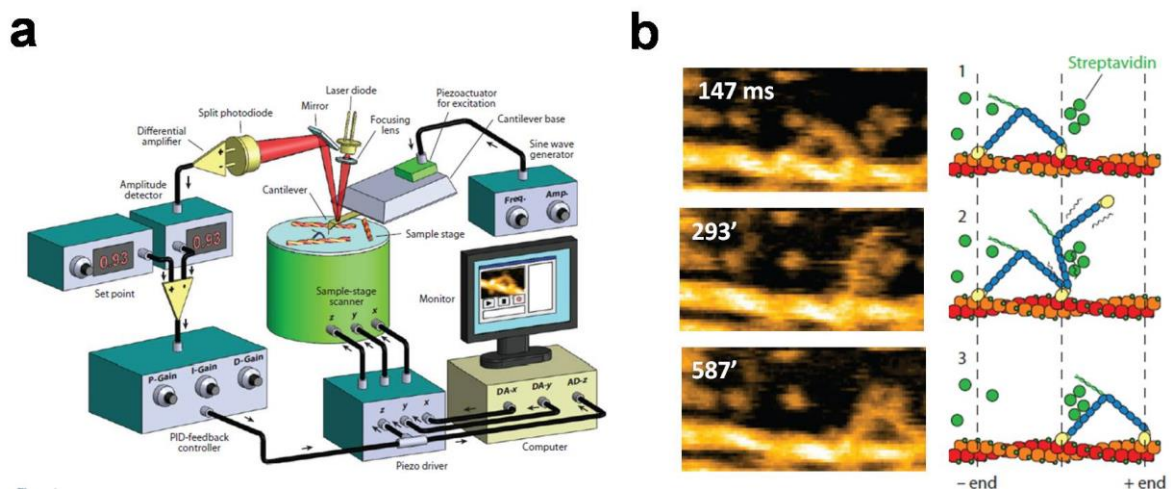 a
Split photodiode
Differential
amplifier
Mirror
Laser diode
Focusing
lens
Piezoactuator
for excitation
Cantilever base
Sine wave
generator
Amplitude
detector
Cantilever
Freq.
Amp.
Sample stage
0.93
0.93
Set point
Sample-stage
scanner
z
y
x
Monitor
P-Gain
I-Gain
D-Gain
DA-x
DA-y
AD-z
z
y
x
PID-feedback
controller
Computer
Piezo driver
b
147 ms
293’
587’
1
Streptavidin
2
3
– end
+ end